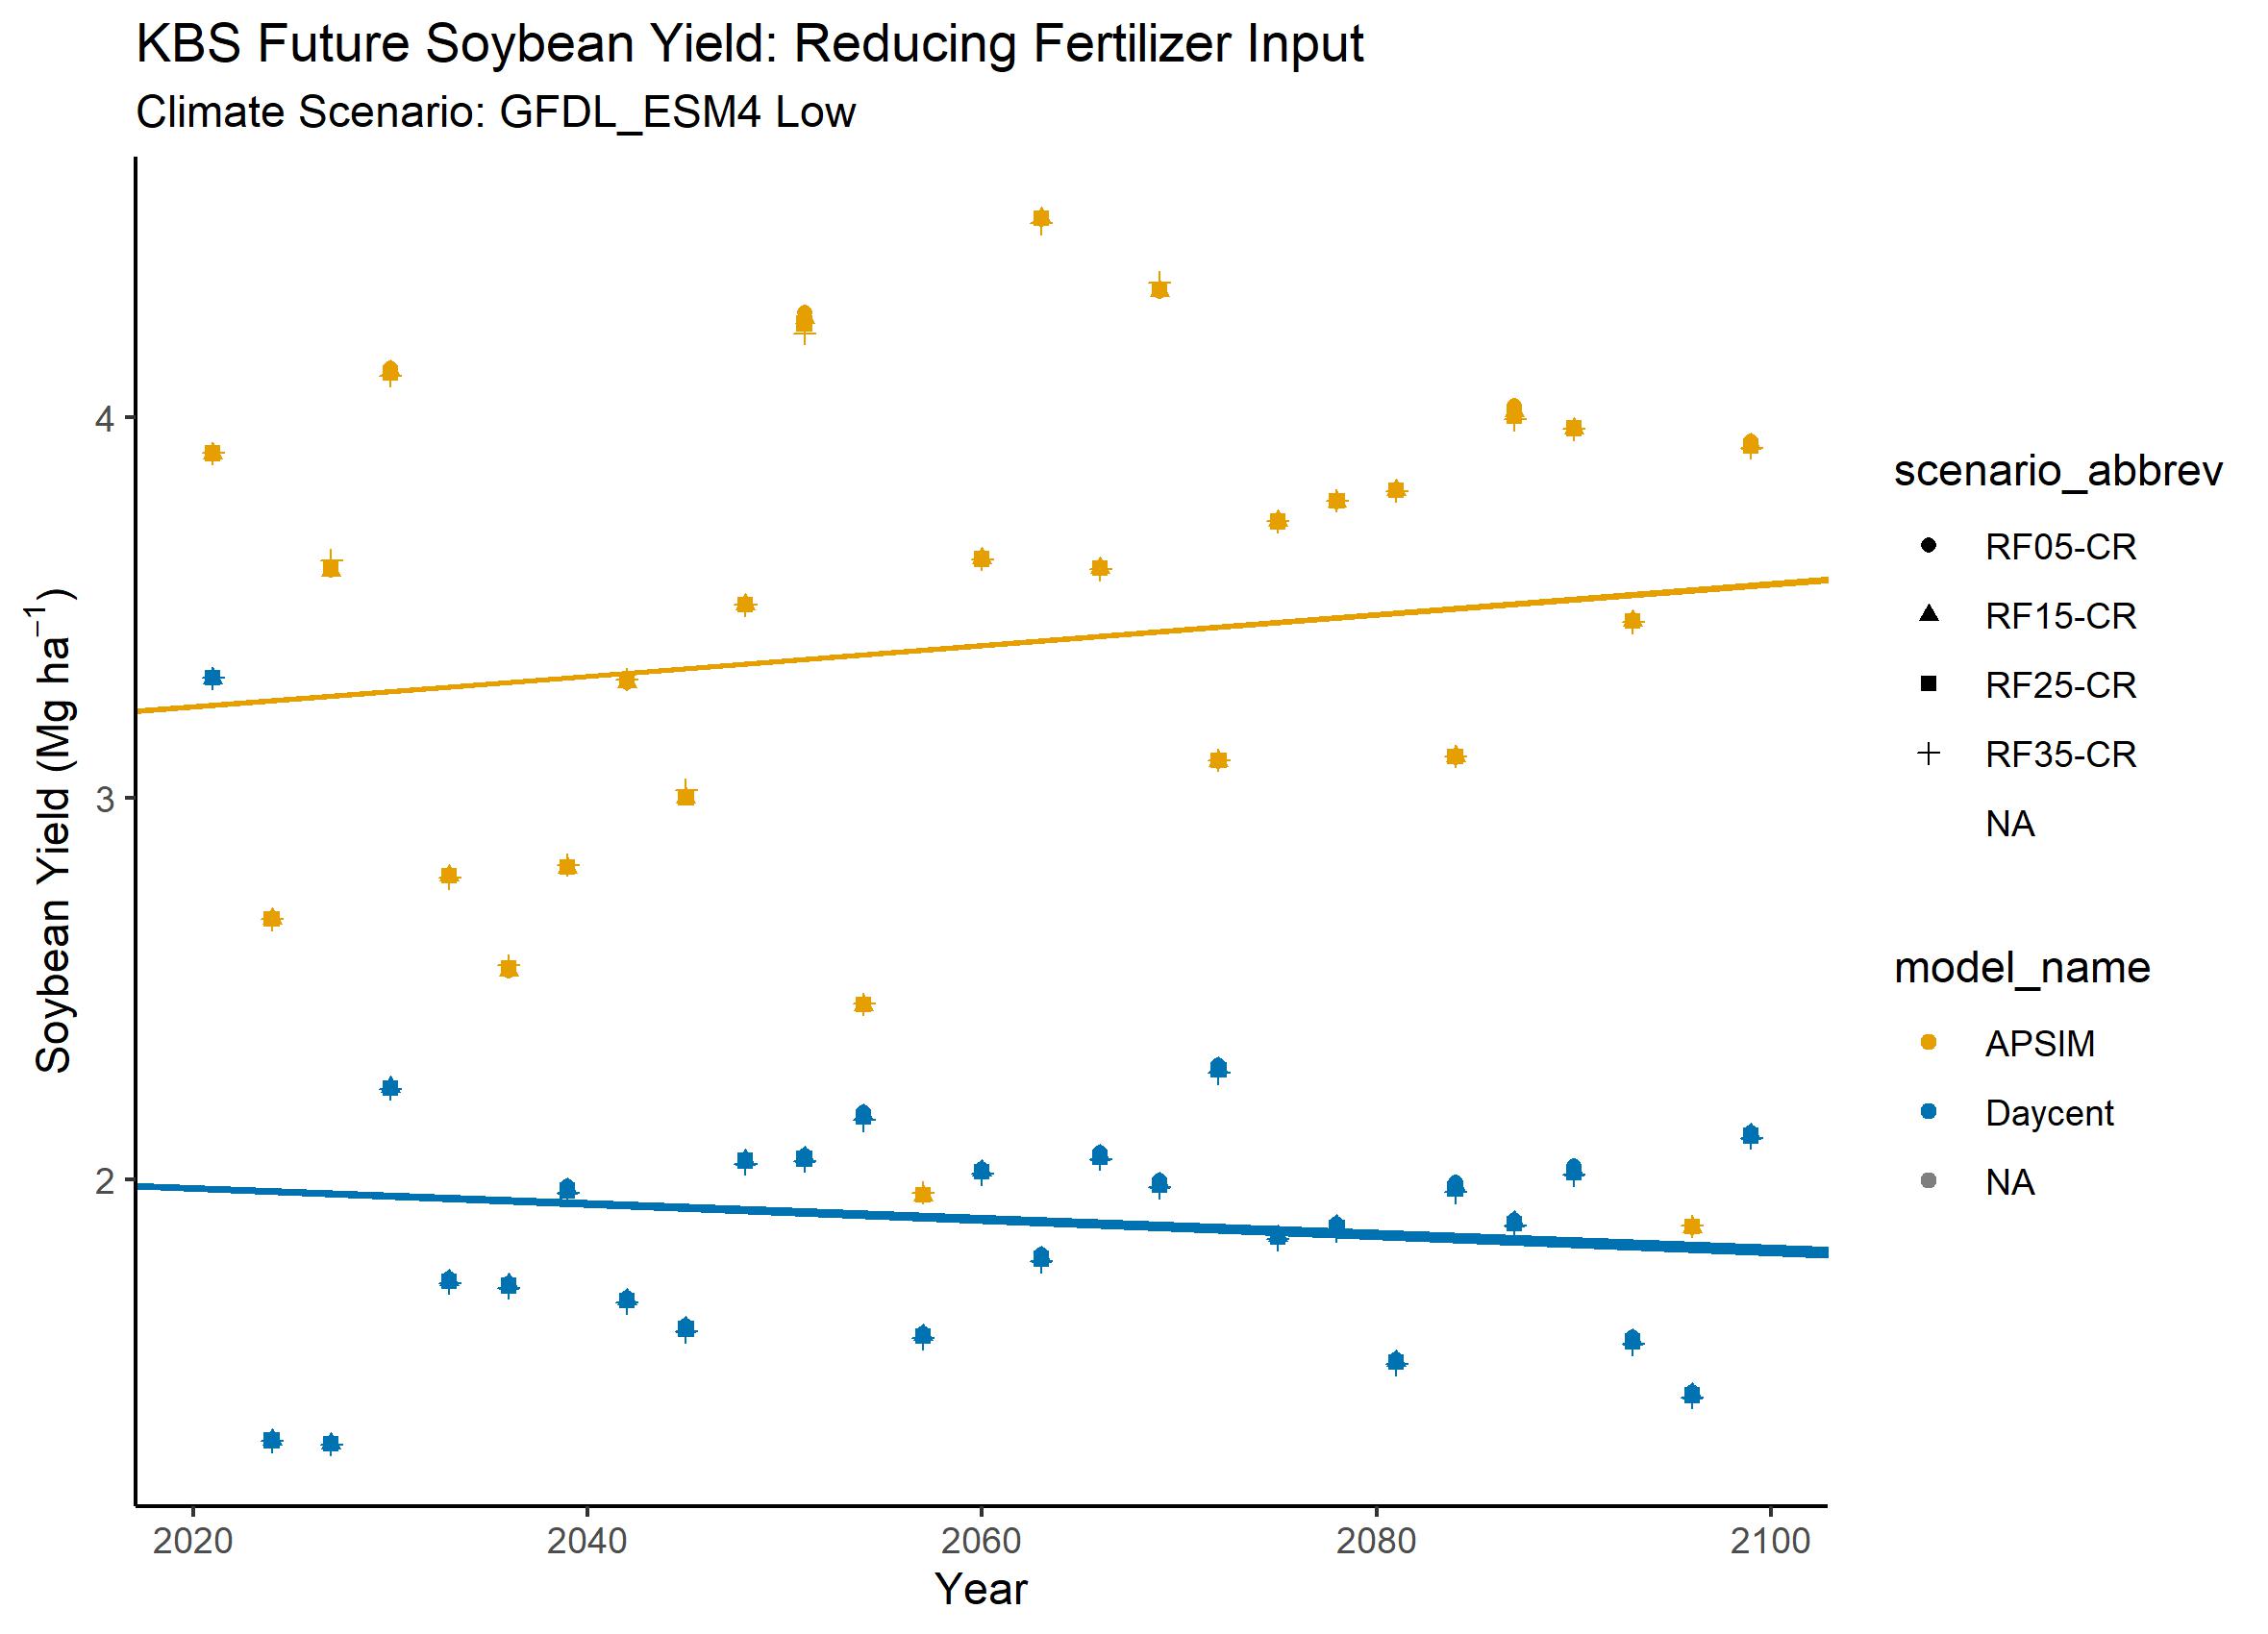 KBS Future Soybean Yield: Reducing Fertilizer Input
Climate Scenario: GFDL_ESM4 Low
Soybean Yield (Mg ha⁻¹)
4
3
2
2020 2040 2060 2080 2100
Year
scenario_abbrev
RF05-CR
RF15-CR
RF25-CR
RF35-CR
NA
model_name
APSIM
Daycent
NA